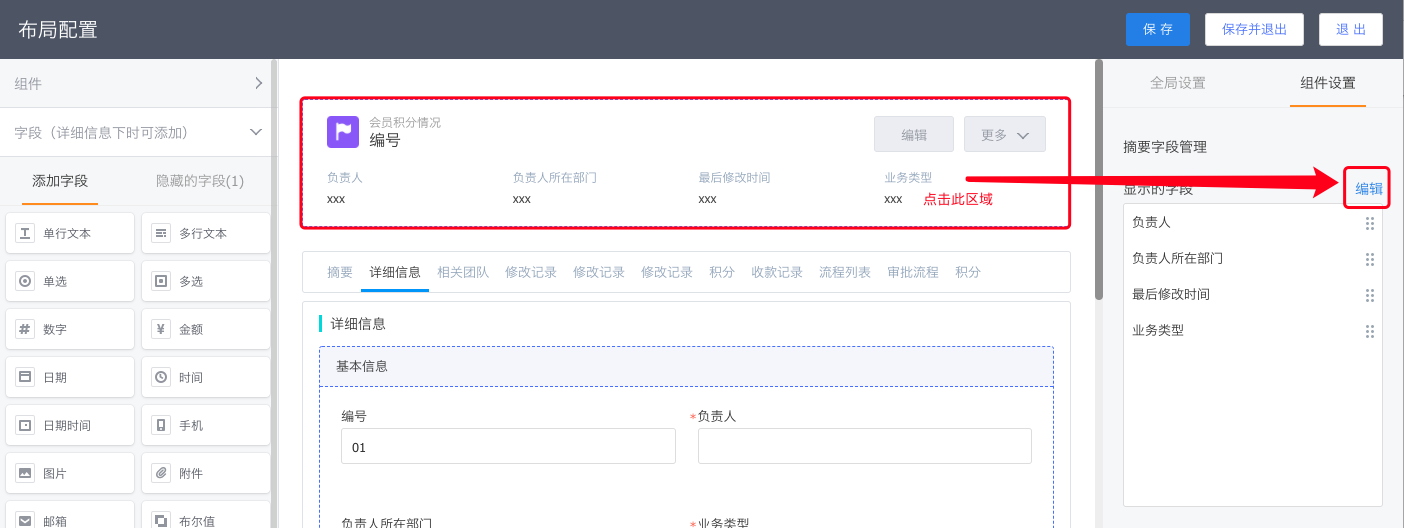 布局配置
保 存
保存并退出
退 出
组件
字段（详细信息下时可添加）
添加字段
隐藏的字段(1)
单行文本
多行文本
单选
多选
数字
金额
日期
时间
日期时间
手机
图片
附件
邮箱
布尔值
会员积分情况
编号
编辑
更多
负责人
负责人所在部门
最后修改时间
业务类型
xxx
xxx
xxx
xxx
点击此区域
摘要
详细信息
相关团队
修改记录
修改记录
修改记录
积分
收款记录
流程列表
审批流程
积分
详细信息
基本信息
编号
*负责人
01
负责人所在部门
*业务类型
全局设置
组件设置
摘要字段管理
显示的字段
编辑
负责人
负责人所在部门
最后修改时间
业务类型